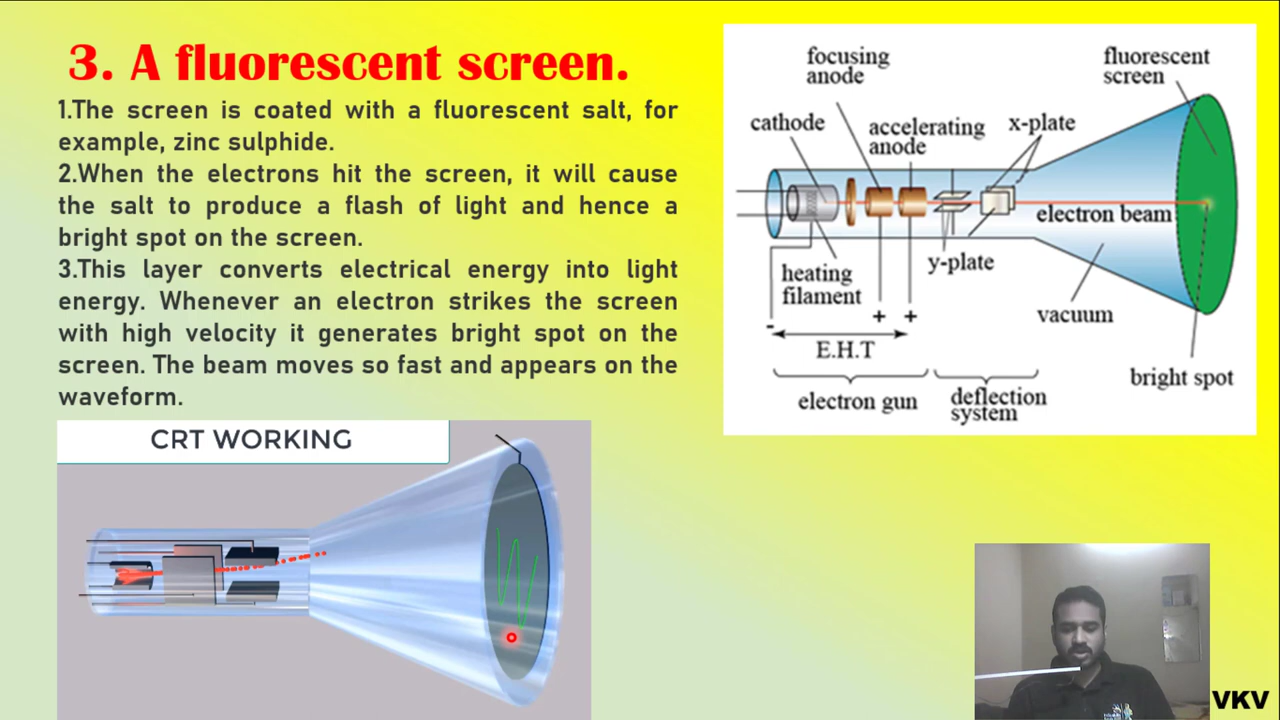 3. A fluorescent screen.
1.The screen is coated with a fluorescent salt, for
example, zinc sulphide.
2.When the electrons hit the screen, it will cause
the salt to produce a flash of light and hence a
bright spot on the screen.
3.This layer converts electrical energy into light
energy. Whenever an electron strikes the screen
with high velocity it generates bright spot on the
screen. The beam moves so fast and appears on the
waveform.
CRT WORKING
focusing
anode
fluorescent
screen
cathode
accelerating
anode
x-plate
electron beam
y-plate
heating
filament
vacuum
-
+ +
E.H.T
bright spot
electron gun
deflection
system
VKV